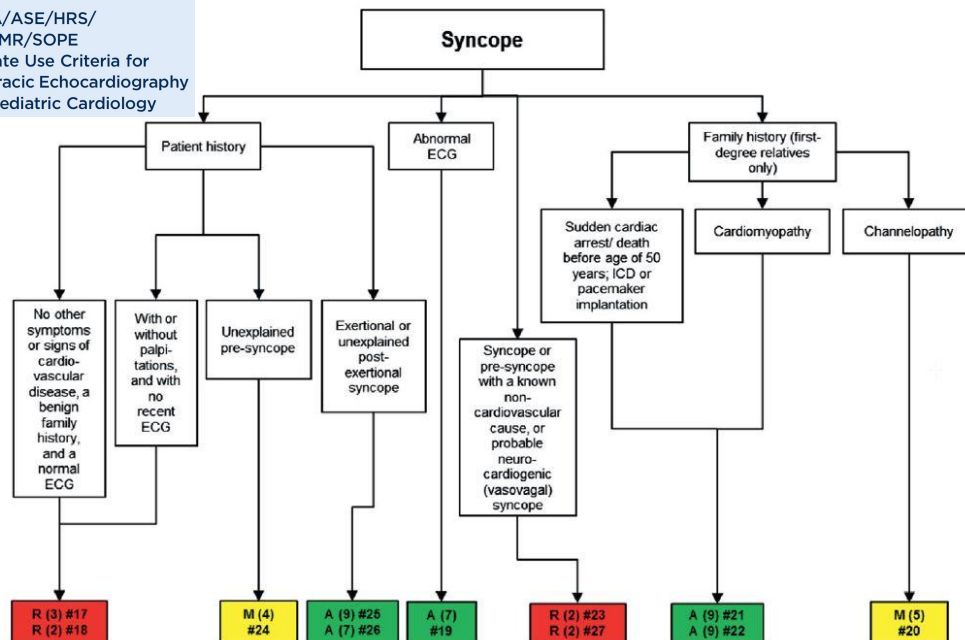 A/ASE/HRS/
MR/SOPE
ate Use Criteria for
racic Echocardiography
ediatric Cardiology
Syncope
Patient history
Abnormal
ECG
Family history (first-
degree relatives
only)
Sudden cardiac
arrest/ death
before age of 50
years; ICD or
pacemaker
implantation
Cardiomyopathy
Channelopathy
No other
symptoms
or signs of
cardio-
vascular
disease, a
benign
family
history,
and a
normal
ECG
With or
without
palpi-
tations,
and with
no
recent
ECG
Unexplained
pre-syncope
Exertional or
unexplained
post-
exertional
syncope
Syncope or
pre-syncope
with a known
non-
cardiovascular
cause, or
probable
neuro-
cardiogenic
(vasovagal)
syncope
R (3) #17
R (2) #18
M (4)
#24
A (9) #25
A (7) #26
A (7)
#19
R (2) #23
R (2) #27
A (9) #21
A (9) #22
M (5)
#20